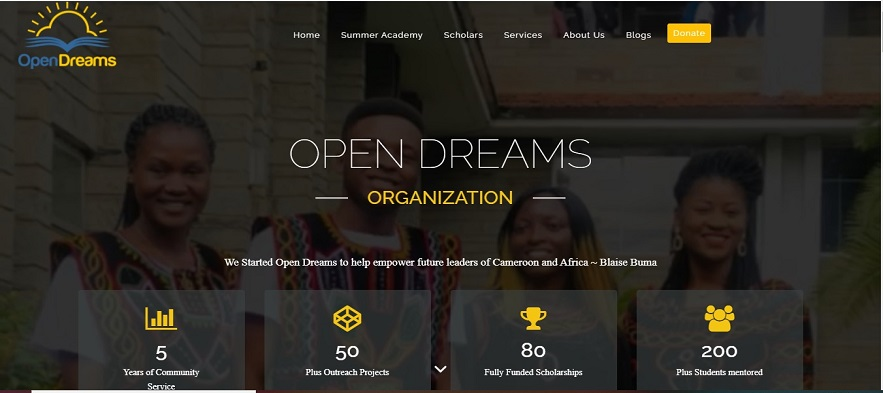 OpenDreams
Home Summer Academy Scholars Services About Us Blogs Donate
OPEN DREAMS
ORGANIZATION
We Started Open Dreams to help empower future leaders of Cameroon and Africa ~ Blaise Buma
5
Years of Community
Service
50
Plus Outreach Projects
80
Fully Funded Scholarships
200
Plus Students mentored